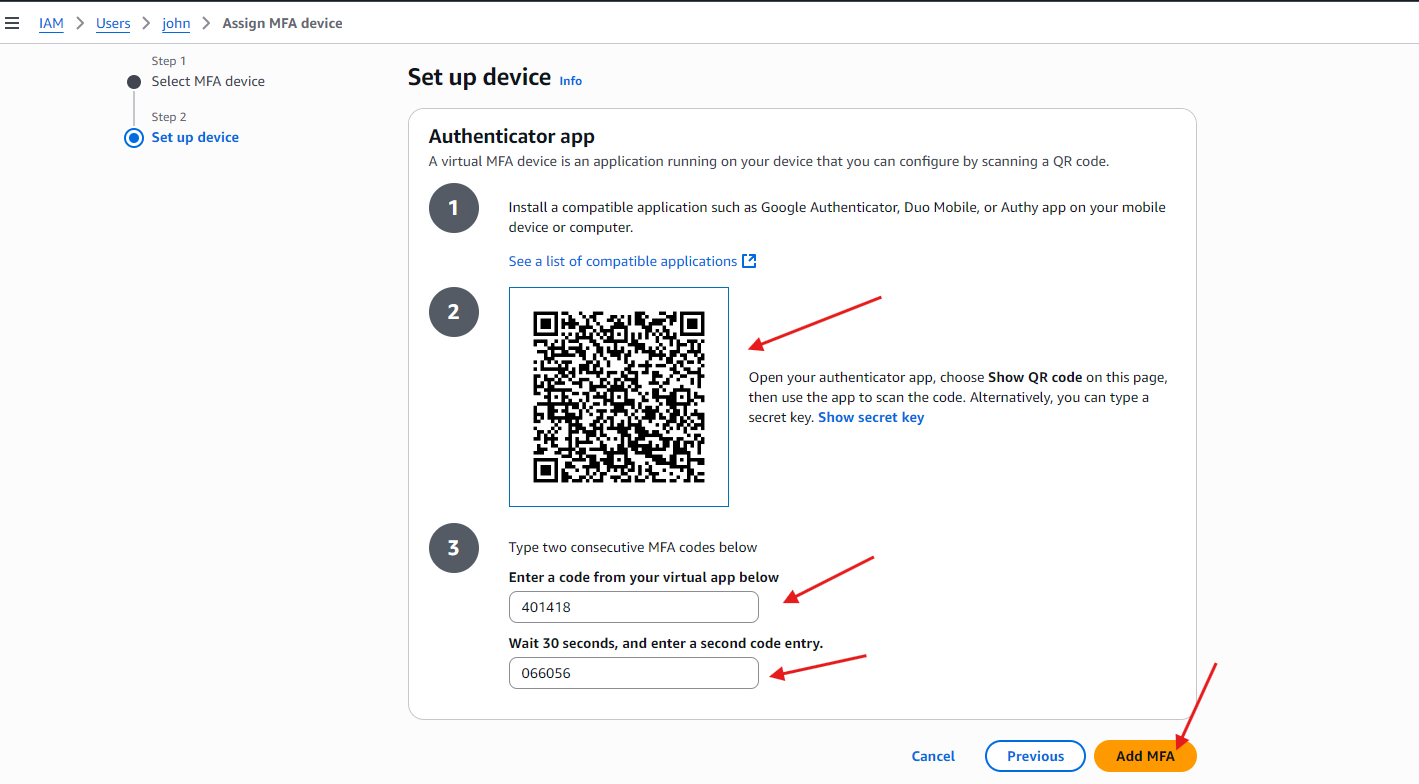 IAM > Users > john > Assign MFA device
Step 1
Select MFA device
Step 2
Set up device
Set up device Info
Authenticator app
A virtual MFA device is an application running on your device that you can configure by scanning a QR code.
1
Install a compatible application such as Google Authenticator, Duo Mobile, or Authy app on your mobile
device or computer.
See a list of compatible applications
2
Open your authenticator app, choose Show QR code on this page,
then use the app to scan the code. Alternatively, you can type a
secret key. Show secret key
3
Type two consecutive MFA codes below
Enter a code from your virtual app below
401418
Wait 30 seconds, and enter a second code entry.
066056
Cancel
Previous
Add MFA